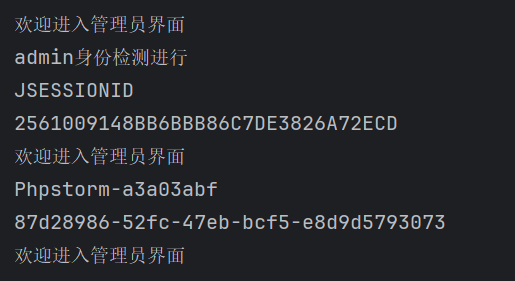 欢迎进入管理员界面
admin身份检测进行
JSESSIONID
2561009148BB6BBB86C7DE3826A72ECD
欢迎进入管理员界面
Phpstorm-a3a03abf
87d28986-52fc-47eb-bcf5-e8d9d5793073
欢迎进入管理员界面